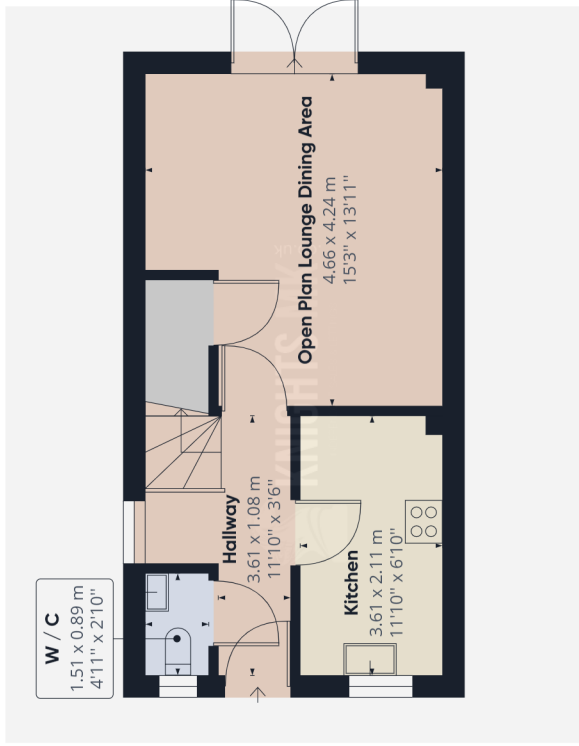 Open Plan Lounge Dining Area
4.66 x 4.24 m
15'3" x 13'11"
Hallway
3.61 x 1.08 m
11'10" x 3'6"
Kitchen
3.61 x 2.11 m
11'10" x 6'10"
W / C
1.51 x 0.89 m
4'11" x 2'10"
KNIGHTS